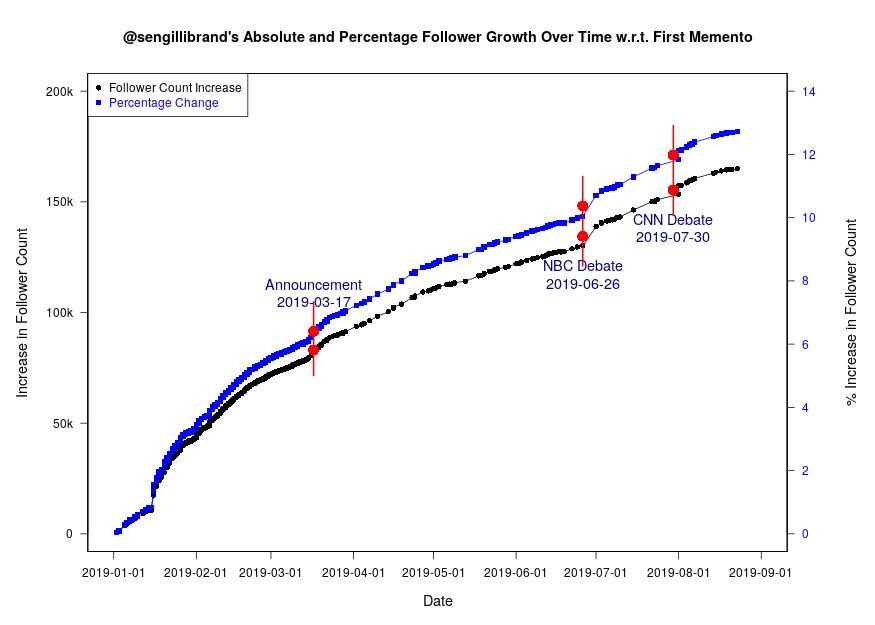 @sengillibrand's Absolute and Percentage Follower Growth Over Time w.r.t. First Memento
Follower Count Increase
Percentage Change
Increase in Follower Count
200k
150k
100k
50k
0
14
12
10
8
6
4
2
0
% Increase in Follower Count
Announcement
2019-03-17
NBC Debate
2019-06-26
CNN Debate
2019-07-30
2019-01-01 2019-02-01 2019-03-01 2019-04-01 2019-05-01 2019-06-01 2019-07-01 2019-08-01 2019-09-01
Date